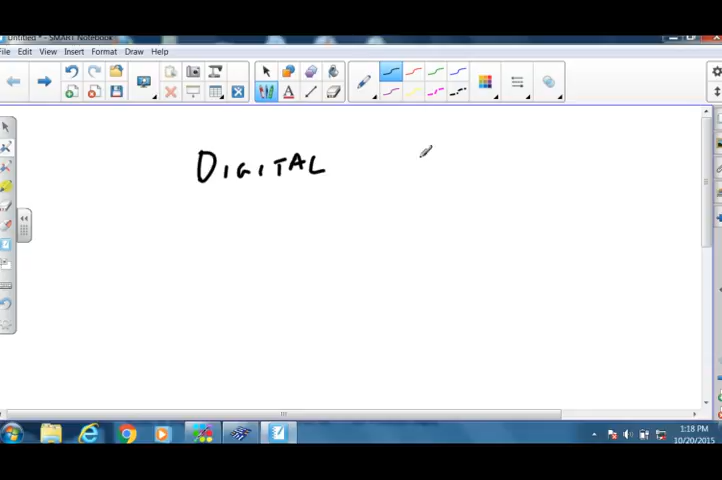 Untitled * - SMART Notebook
File Edit View Insert Format Draw Help
DIGITAL
1:18 PM
10/20/2015